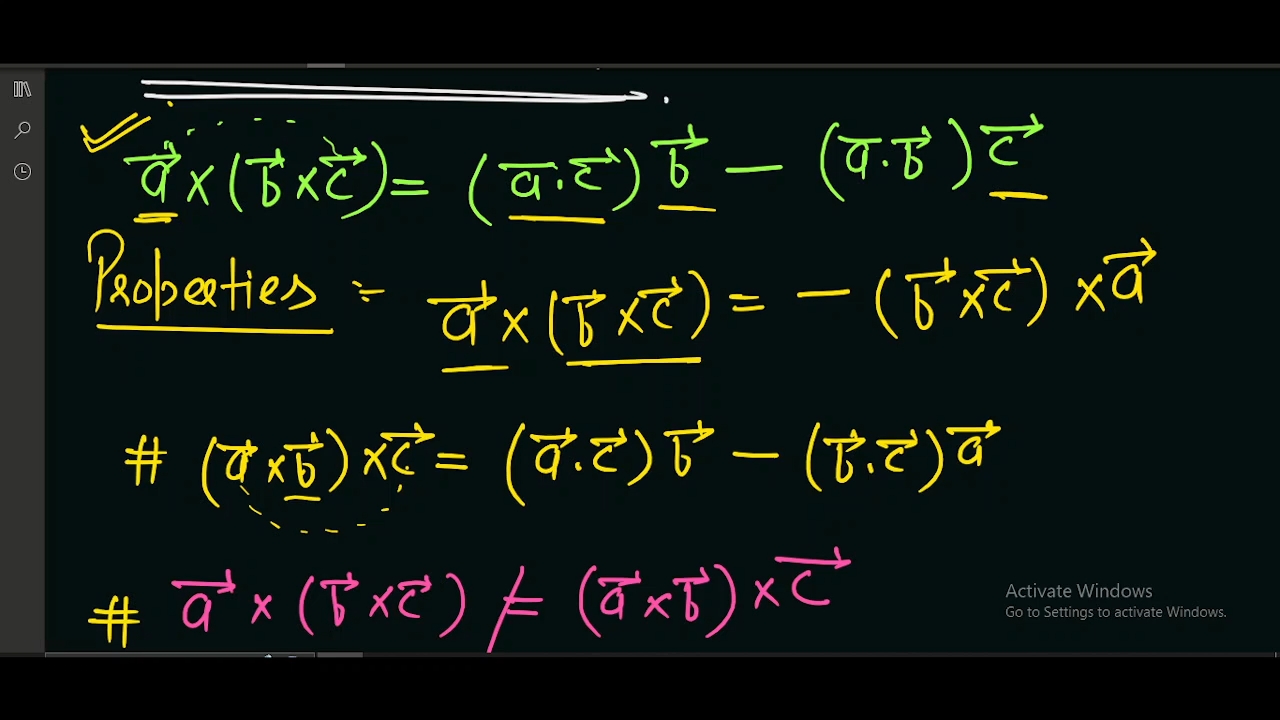 a⃗ × (b⃗ × c⃗) = (a⃗ . c⃗) b⃗ − (a⃗ . b⃗) c⃗
Properties :- a⃗ × (b⃗ × c⃗) = − (b⃗ × c⃗) × a⃗
# (a⃗ × b⃗) × c⃗ = (a⃗ . c⃗) b⃗ − (b⃗ . c⃗) a⃗
# a⃗ × (b⃗ × c⃗) ≠ (a⃗ × b⃗) × c⃗
Activate Windows
Go to Settings to activate Windows.